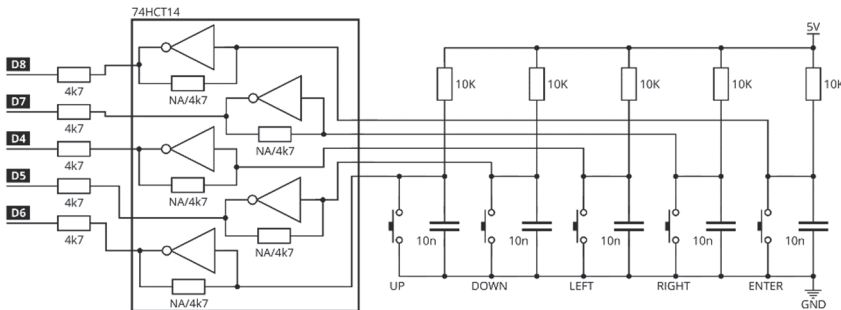 74HCT14
5V
D8
4k7
NA/4k7
10K
10K
10K
10K
10K
D7
4k7
NA/4k7
D4
4k7
NA/4k7
D5
4k7
NA/4k7
D6
4k7
NA/4k7
10n
10n
10n
10n
10n
UP
DOWN
LEFT
RIGHT
ENTER
GND